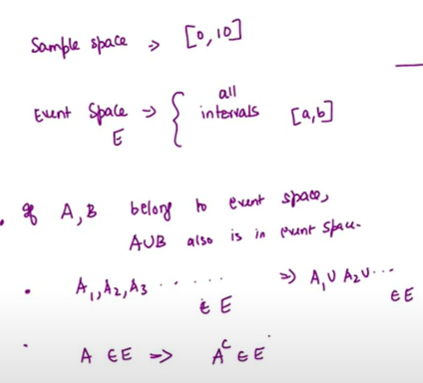 Sample space => [0,10]
Event Space => { all intervals [a,b]
E
. If A, B belong to event space,
A∪B also is in event space.
. A₁, A₂, A₃ ...... ∈ E => A₁ ∪ A₂ ∪ ... ∈ E
. A ∈ E => Aᶜ ∈ E